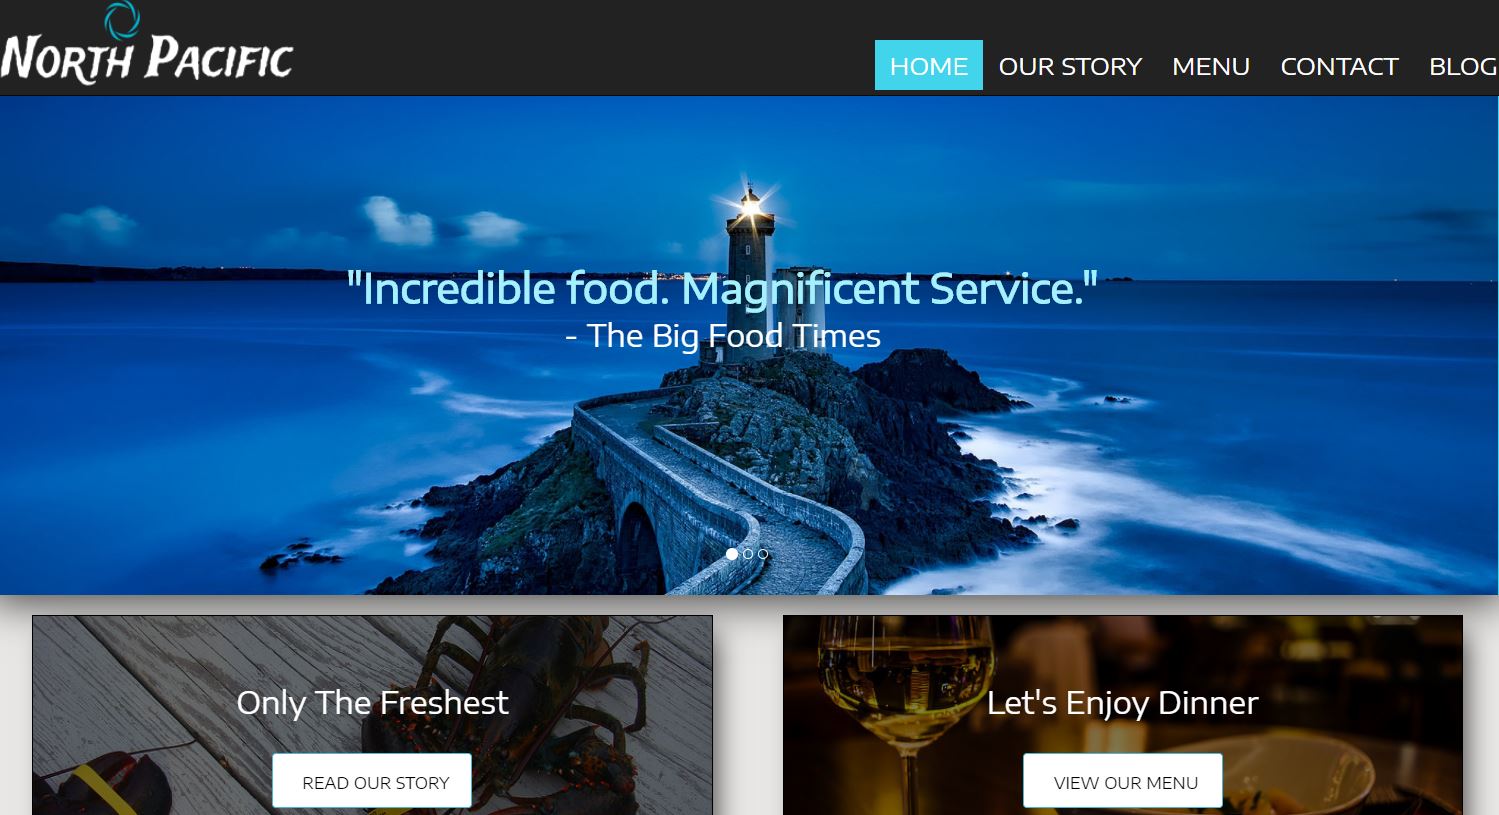 NORTH PACIFIC
HOME OUR STORY MENU CONTACT BLOG
"Incredible food. Magnificent Service."
- The Big Food Times
Only The Freshest
READ OUR STORY
Let's Enjoy Dinner
VIEW OUR MENU